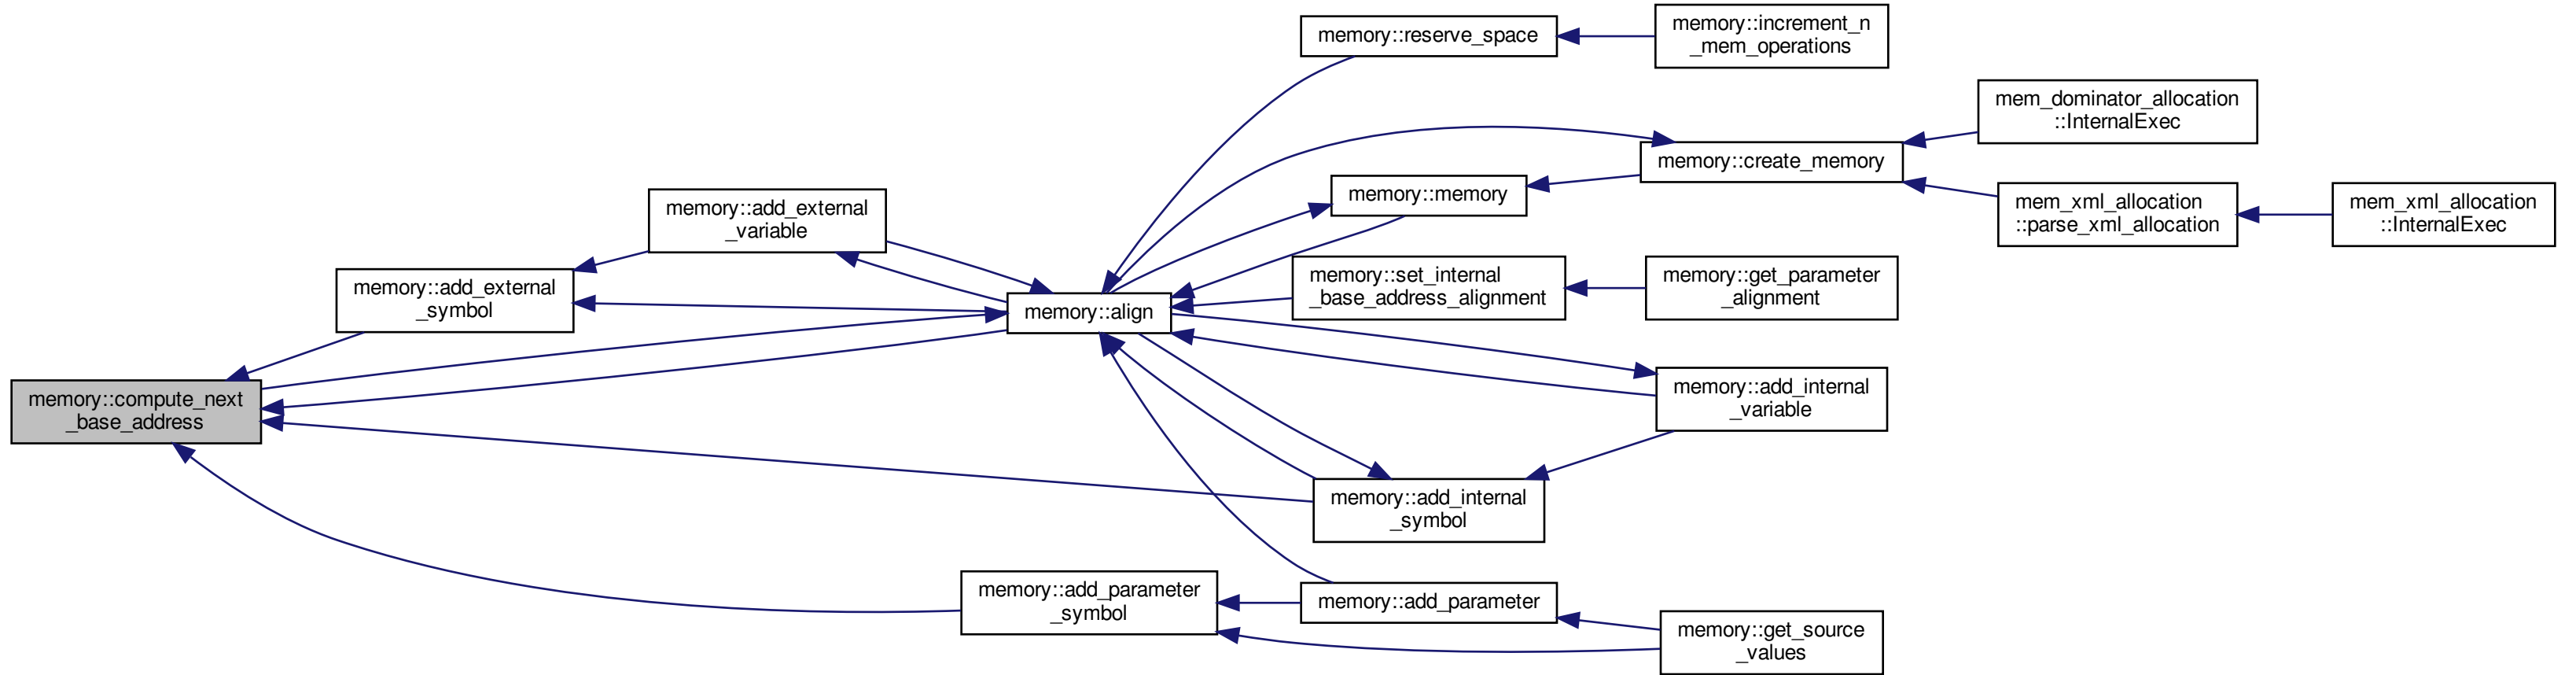 memory::increment_n
_mem_operations
memory::reserve_space
mem_dominator_allocation
::InternalExec
memory::create_memory
memory::memory
mem_xml_allocation
::parse_xml_allocation
mem_xml_allocation
::InternalExec
memory::add_external
_variable
memory::add_external
_symbol
memory::align
memory::set_internal
_base_address_alignment
memory::get_parameter
_alignment
memory::compute_next
_base_address
memory::add_internal
_variable
memory::add_internal
_symbol
memory::add_parameter
_symbol
memory::add_parameter
memory::get_source
_values